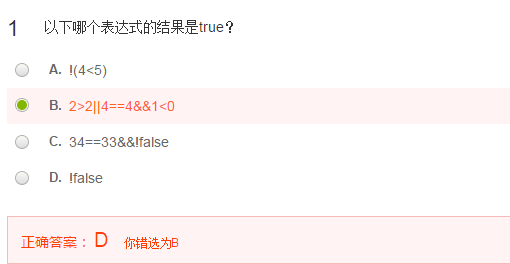 1 以下哪个表达式的结果是true？
A. !(4<5)
B. 2>2||4==4&&1<0
C. 34==33&&!false
D. !false
正确答案： D 你错选为B